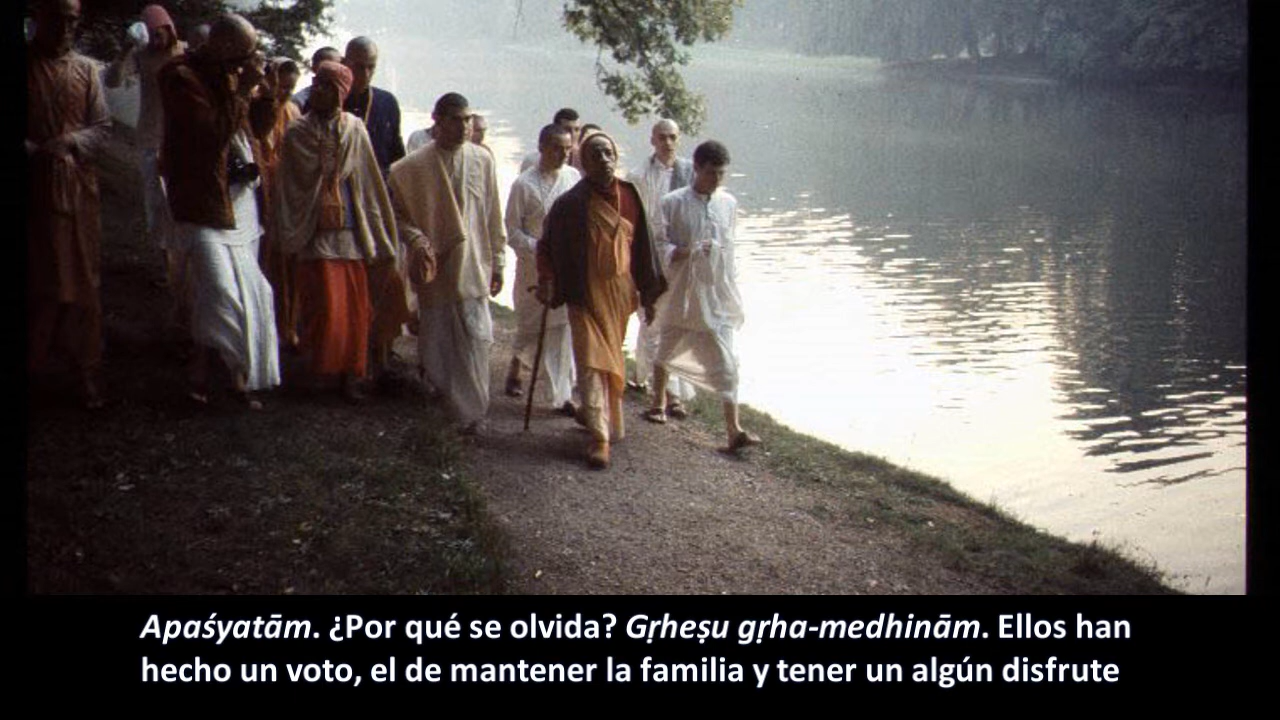 Apaśyatām. ¿Por qué se olvida? Gṛheṣu gṛha-medhinām. Ellos han
hecho un voto, el de mantener la familia y tener un algún disfrute